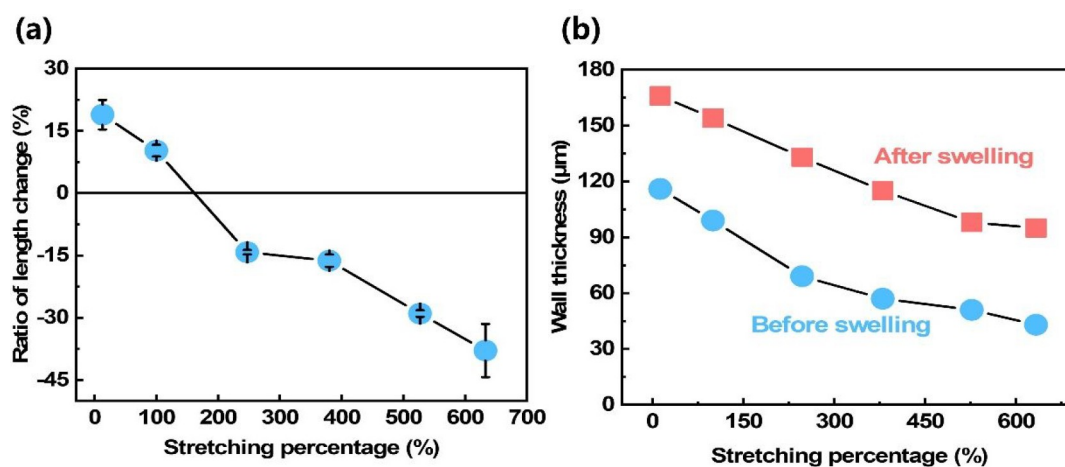 (a)
30
15
0
-15
-30
-45
Ratio of length change (%)
0 100 200 300 400 500 600 700
Stretching percentage (%)
(b)
180
150
120
90
60
30
0
Wall thickness (μm)
After swelling
Before swelling
0 150 300 450 600
Stretching percentage (%)